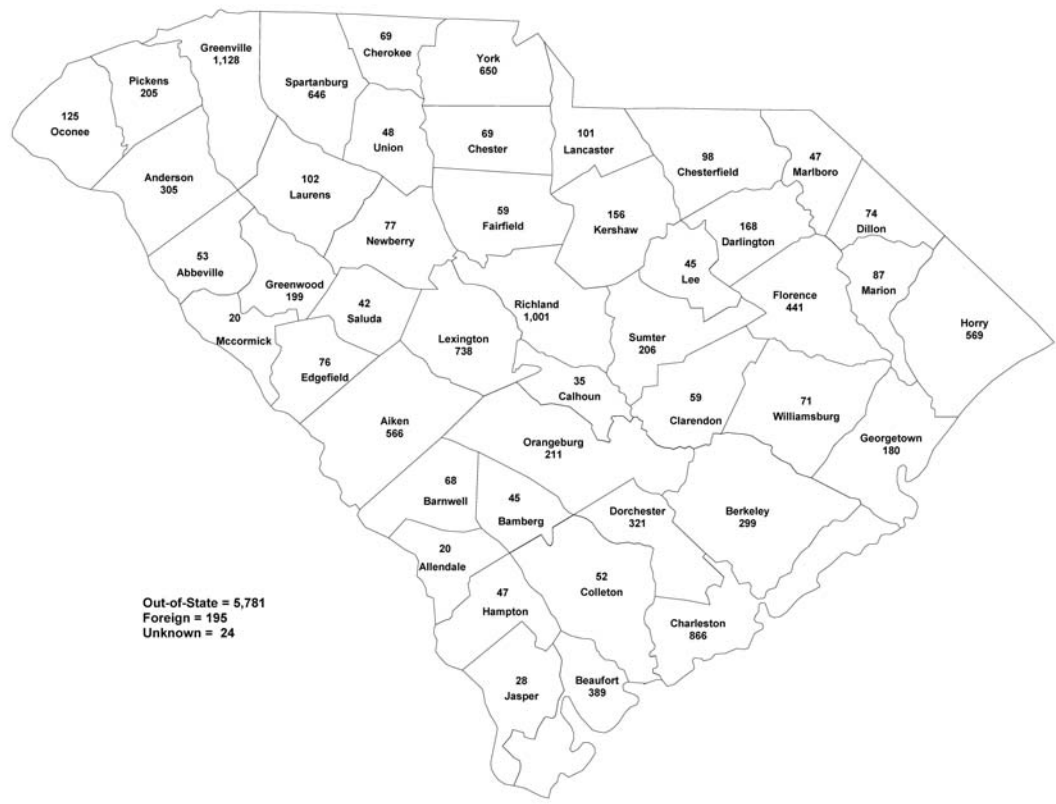 69
Cherokee
Greenville
1,128
York
650
Pickens
205
Spartanburg
646
125
Oconee
48
Union
69
Chester
101
Lancaster
98
Chesterfield
47
Marlboro
Anderson
305
102
Laurens
59
Fairfield
156
Kershaw
168
Darlington
74
Dillon
77
Newberry
53
Abbeville
45
Lee
87
Marion
Greenwood
199
42
Saluda
Richland
1,001
Florence
441
20
Mccormick
Lexington
738
Sumter
206
Horry
569
76
Edgefield
35
Calhoun
59
Clarendon
71
Williamsburg
Aiken
566
Orangeburg
211
Georgetown
180
68
Barnwell
45
Bamberg
Dorchester
321
Berkeley
299
20
Allendale
47
Hampton
52
Colleton
Out-of-State = 5,781
Foreign = 195
Unknown = 24
Charleston
866
28
Jasper
Beaufort
389